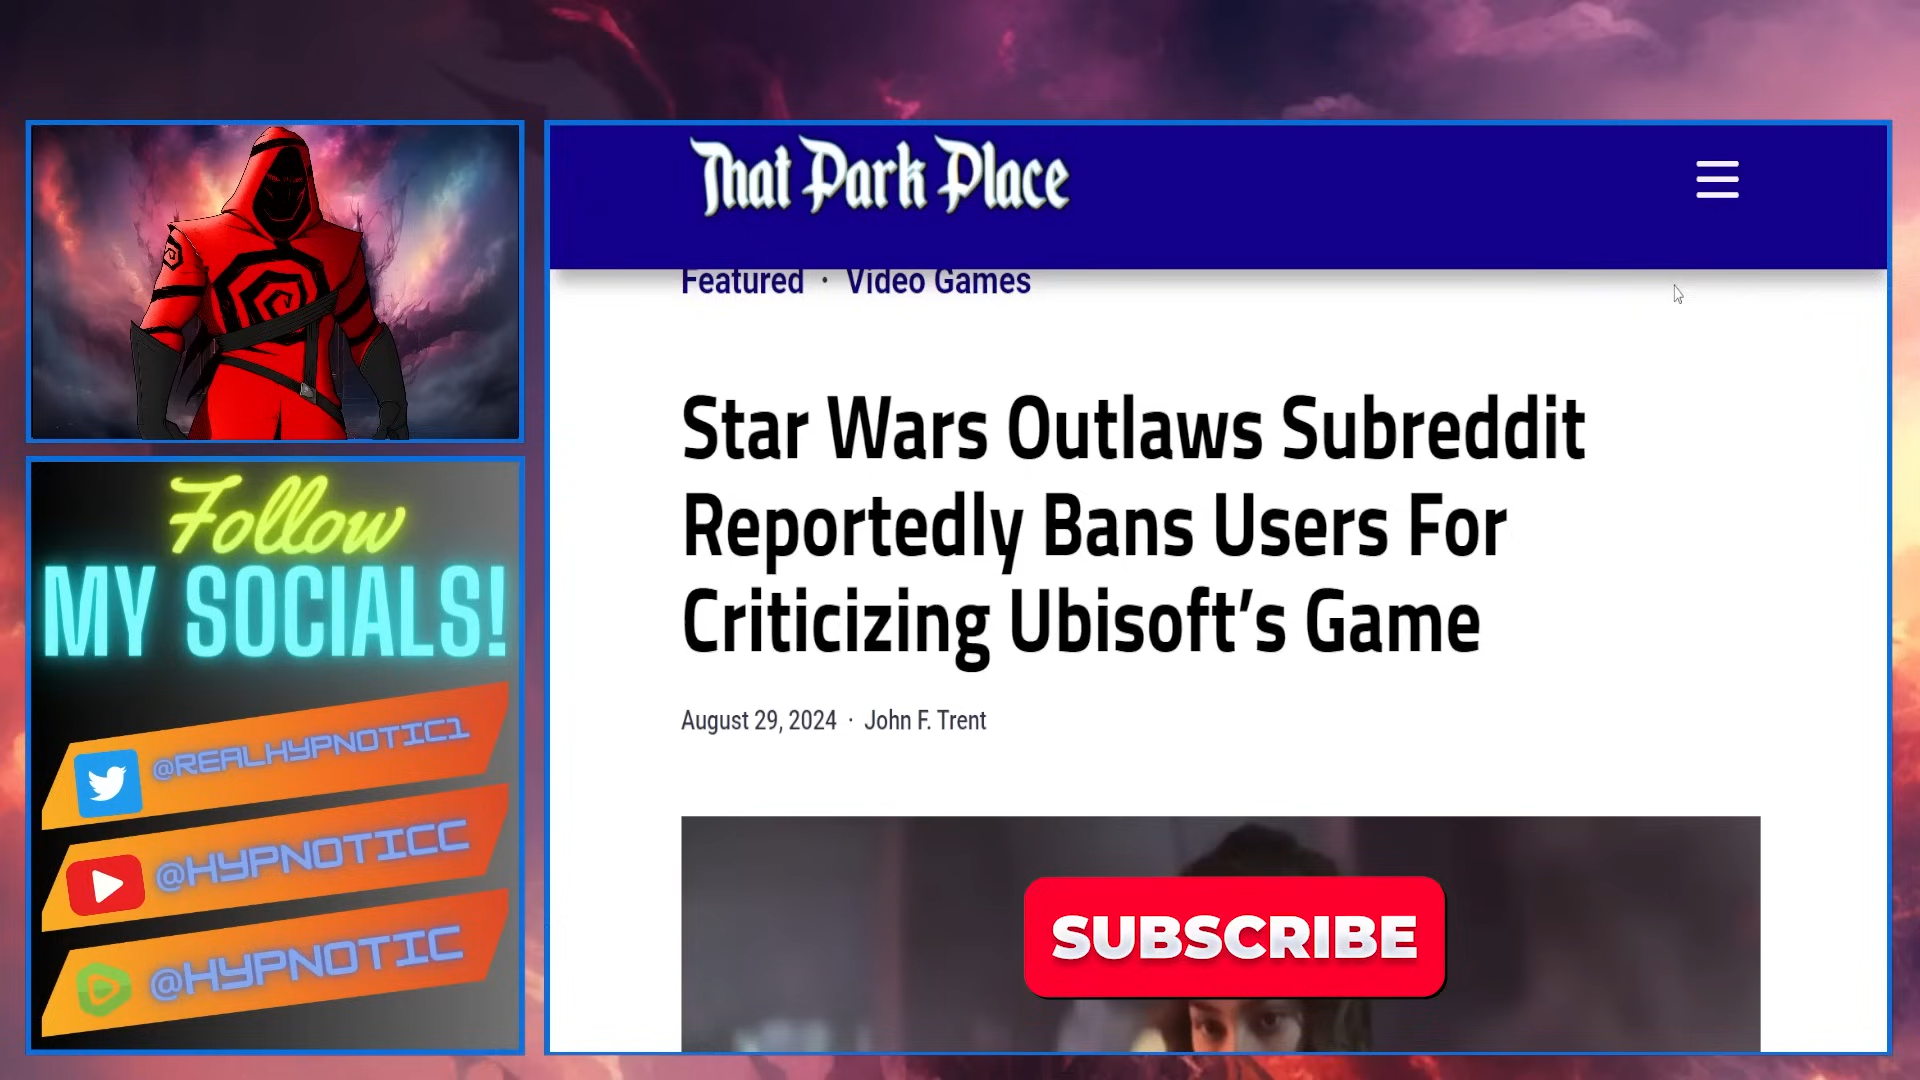 That Park Place
Featured · Video Games
Star Wars Outlaws Subreddit
Reportedly Bans Users For
Criticizing Ubisoft’s Game
August 29, 2024 · John F. Trent
SUBSCRIBE
Follow
MY SOCIALS!
@REALHYPNOTIC1
@HYPNOTICC
@HYPNOTIC